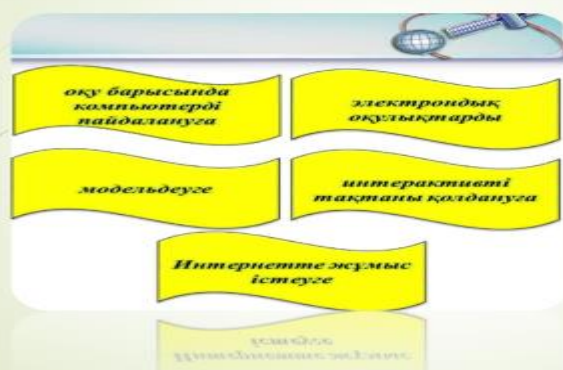 оқу барысында
компьютерді
пайдалануға
электрондық
оқулықтарды
модельдеуге
интерактивті
тақтаны қолдануға
Интернетте жұмыс
істеуге